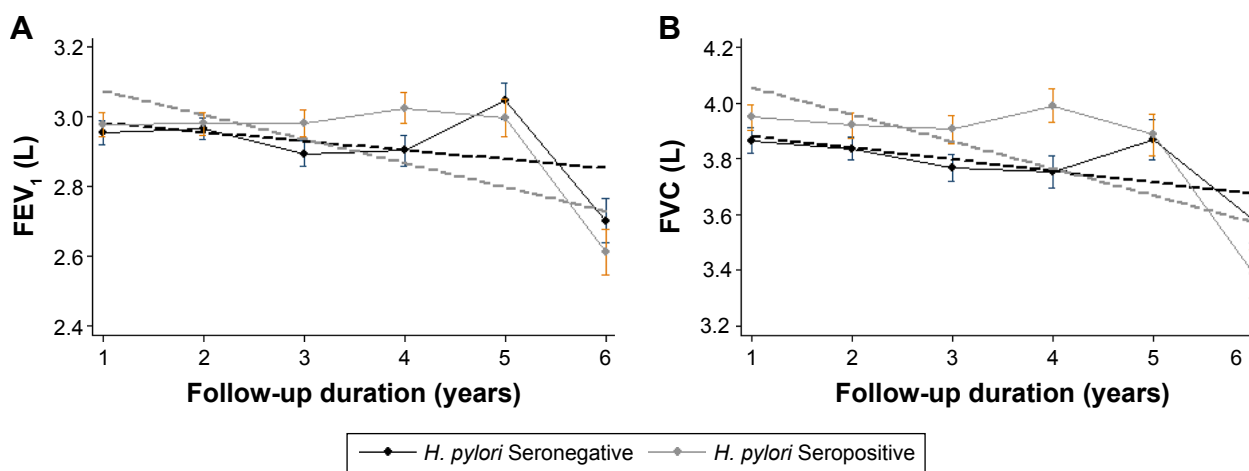 A
3.2
3.0
2.8
2.6
2.4
FEV1 (L)
1 2 3 4 5 6
Follow-up duration (years)
B
4.2
4.0
3.8
3.6
3.4
3.2
FVC (L)
1 2 3 4 5 6
Follow-up duration (years)
H. pylori Seronegative H. pylori Seropositive